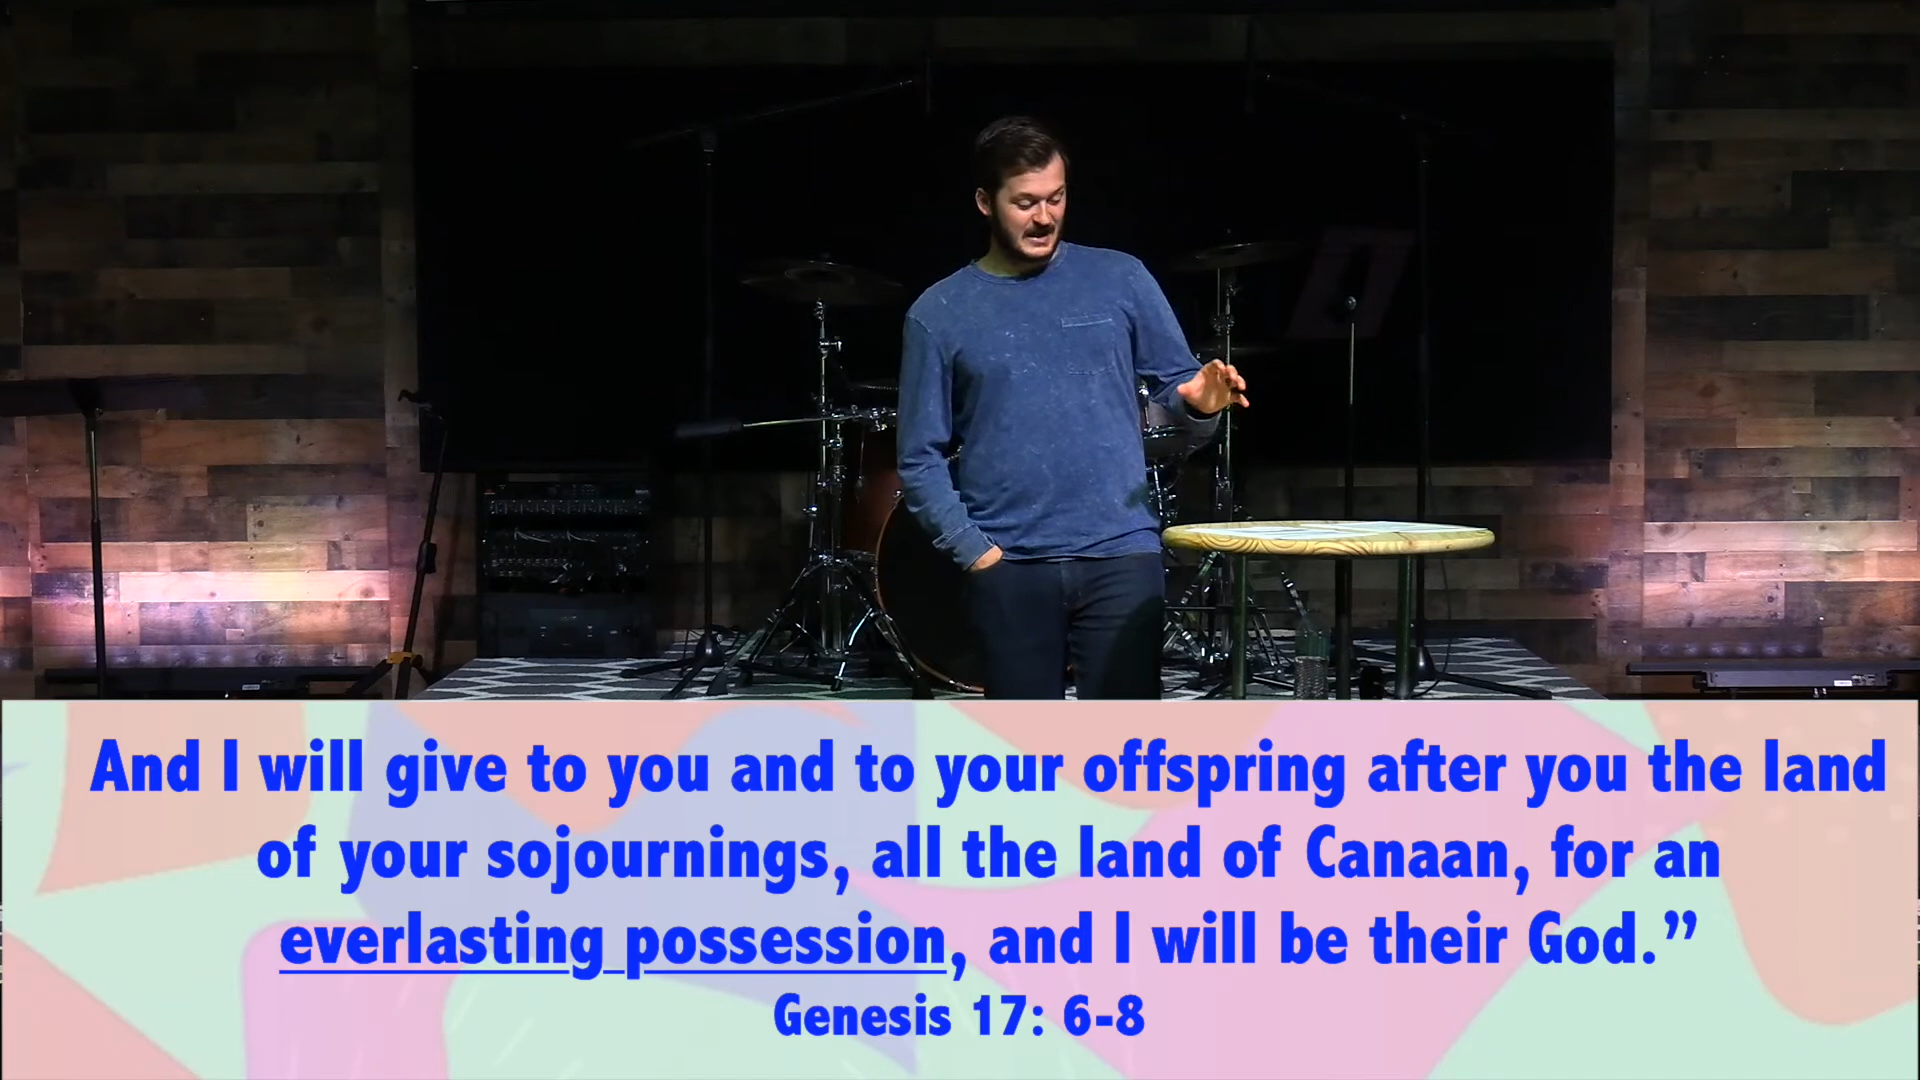 And I will give to you and to your offspring after you the land
of your sojournings, all the land of Canaan, for an
everlasting possession, and I will be their God.”
Genesis 17: 6-8